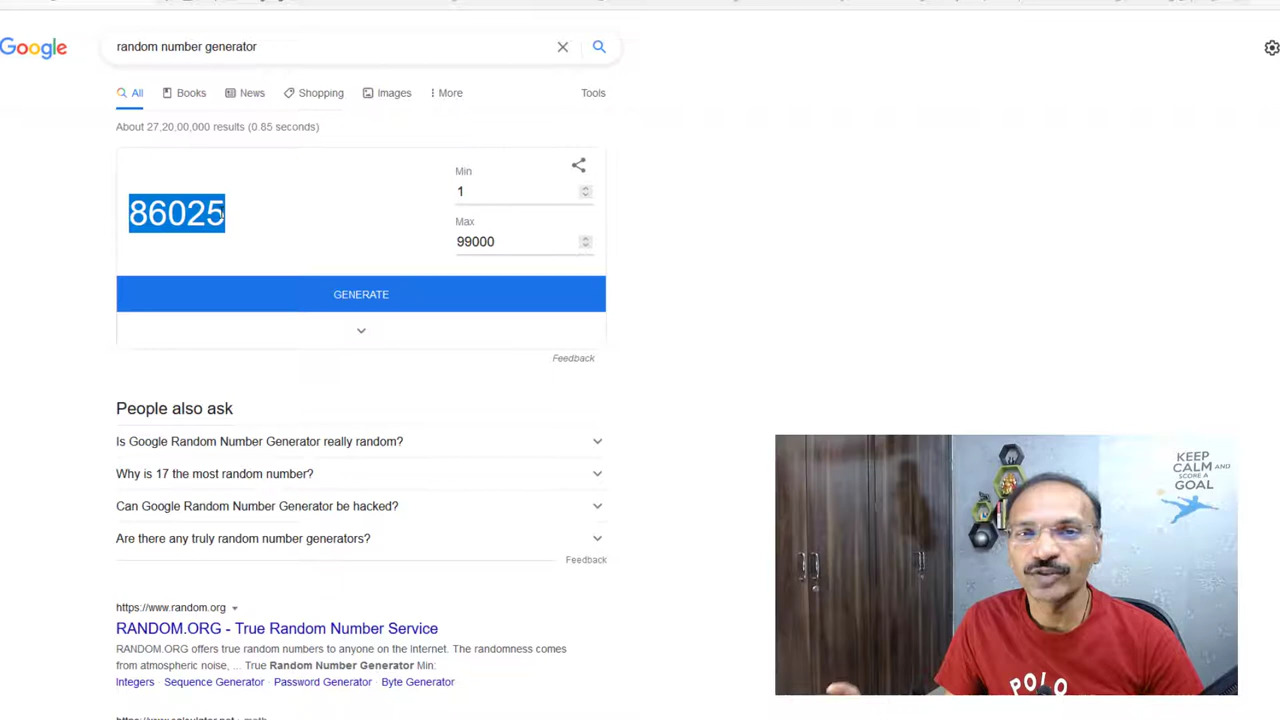 Google
random number generator
All
Books
News
Shopping
Images
More
Tools
About 27,20,00,000 results (0.85 seconds)
86025
Min
1
Max
99000
GENERATE
Feedback
People also ask
Is Google Random Number Generator really random?
Why is 17 the most random number?
Can Google Random Number Generator be hacked?
Are there any truly random number generators?
Feedback
https://www.random.org
RANDOM.ORG - True Random Number Service
RANDOM.ORG offers true random numbers to anyone on the Internet. The randomness comes
from atmospheric noise, ... True Random Number Generator Min:
Integers · Sequence Generator · Password Generator · Byte Generator
KEEP
CALM AND
SCORE A
GOAL
POLO